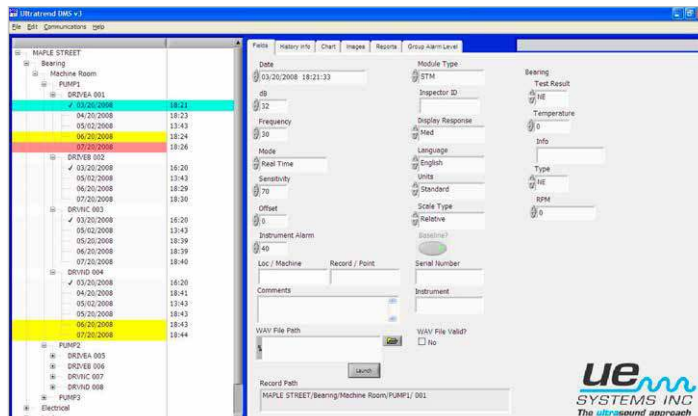 Ultratrend DMS v3
File Edit Communications Help
MAPLE STREET
Bearing
Machine Room
PUMP1
DRIVEA 001
✓ 03/20/2008 18:21
04/20/2008 18:23
05/02/2008 13:43
06/20/2008 18:24
07/20/2008 18:26
DRIVEB 002
✓ 03/20/2008 16:20
05/02/2008 13:43
06/20/2008 18:29
07/20/2008 18:30
DRVNC 003
✓ 03/20/2008 16:20
05/02/2008 13:43
05/20/2008 18:39
06/20/2008 18:39
07/20/2008 18:40
DRVND 004
✓ 03/20/2008 16:20
04/20/2008 18:41
05/02/2008 13:43
05/20/2008 18:43
06/20/2008 18:43
07/20/2008 18:44
PUMP2
DRIVEA 005
DRIVEB 006
DRVNC 007
DRVND 008
PUMP3
Electrical
Fields History Info Chart Images Reports Group Alarm Level
Date
03/20/2008 18:21:33
dB
32
Frequency
30
Mode
Real Time
Sensitivity
70
Offset
0
Instrument Alarm
40
Loc / Machine Record / Point
Comments
WAV File Path
Launch
Record Path
MAPLE STREET/Bearing/Machine Room/PUMP1/ 001
Module Type
STM
Inspector ID
Display Response
Med
Language
English
Units
Standard
Scale Type
Relative
Baseline?
Serial Number
Instrument
WAV File Valid?
No
Bearing
Test Result
NE
Temperature
0
Info
Type
NE
RPM
0
ue
SYSTEMS INC
The ultrasound approach